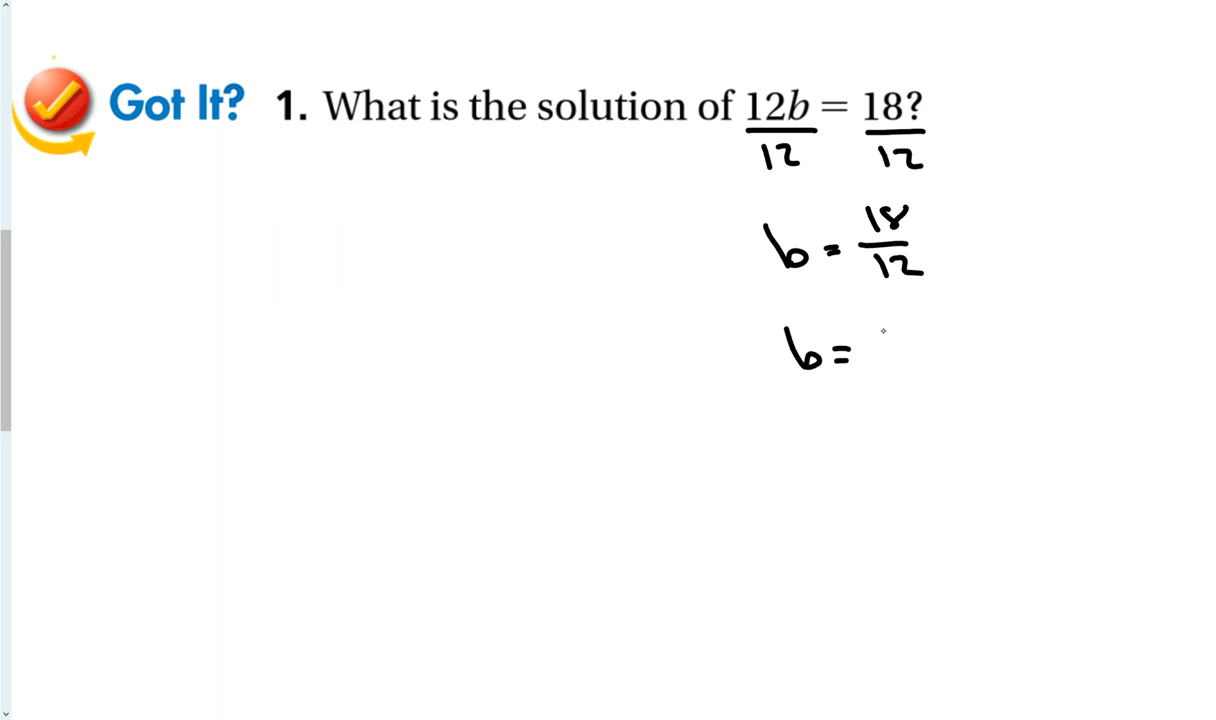 Got It? 1. What is the solution of 12b = 18?
12 12
b = 18/12
b =